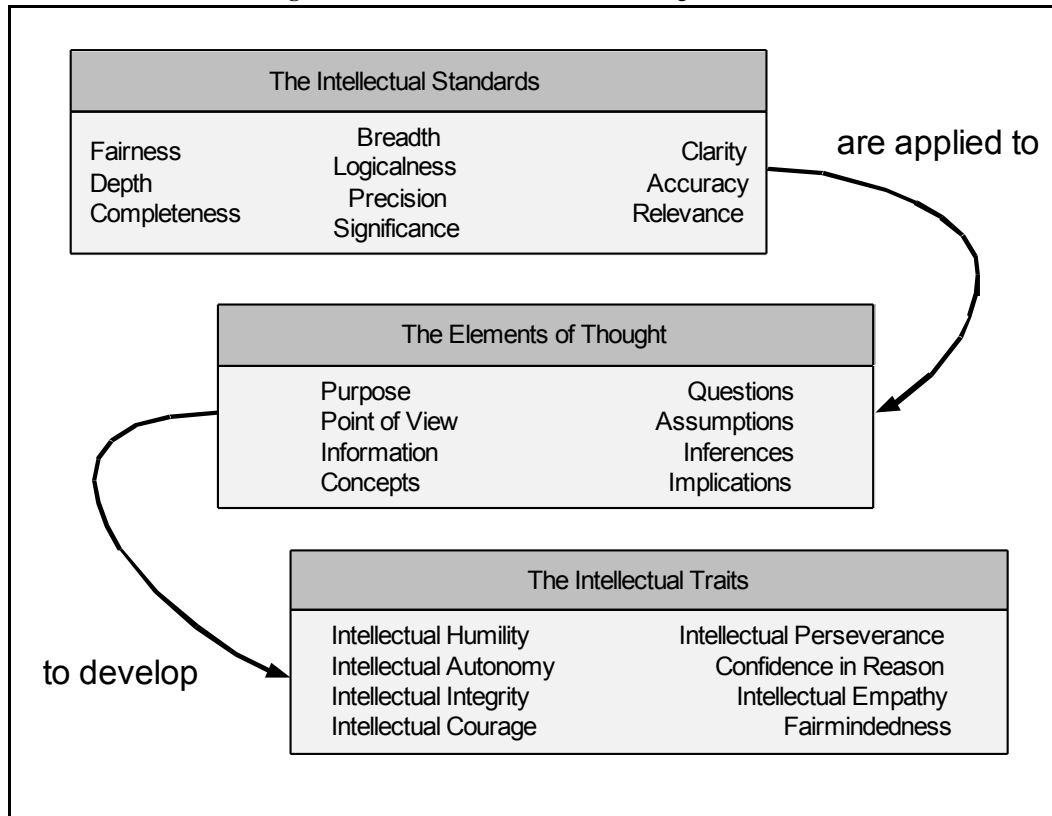 The Intellectual Standards
Fairness
Depth
Completeness
Breadth
Logicalness
Precision
Significance
Clarity
Accuracy
Relevance
are applied to
The Elements of Thought
Purpose
Point of View
Information
Concepts
Questions
Assumptions
Inferences
Implications
to develop
The Intellectual Traits
Intellectual Humility
Intellectual Autonomy
Intellectual Integrity
Intellectual Courage
Intellectual Perseverance
Confidence in Reason
Intellectual Empathy
Fairmindedness